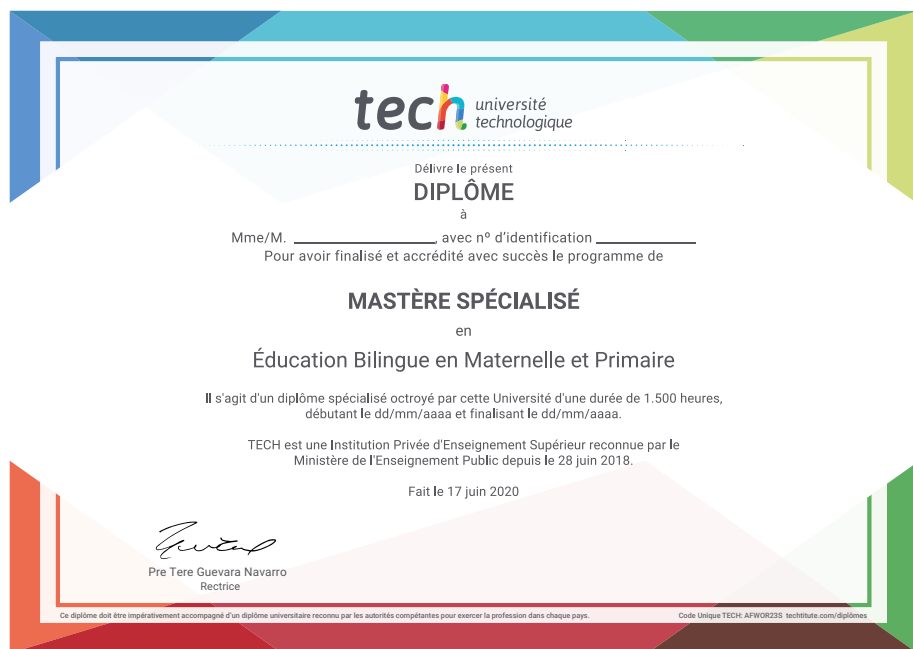 tech université
technologique
Délivre le présent
DIPLÔME
à
Mme/M. ____________, avec nº d'identification ____________
Pour avoir finalisé et accrédité avec succès le programme de
MASTÈRE SPÉCIALISÉ
en
Éducation Bilingue en Maternelle et Primaire
Il s'agit d'un diplôme spécialisé octroyé par cette Université d'une durée de 1.500 heures,
débutant le dd/mm/aaaa et finalisant le dd/mm/aaaa.
TECH est une Institution Privée d'Enseignement Supérieur reconnue par le
Ministère de l'Enseignement Public depuis le 28 juin 2018.
Fait le 17 juin 2020
Pre Tere Guevara Navarro
Rectrice
Ce diplôme doit être impérativement accompagné d'un diplôme universitaire reconnu par les autorités compétantes pour exercer la profession dans chaque pays. Code Unique TECH: AFWOR23S techtitute.com/diplômes